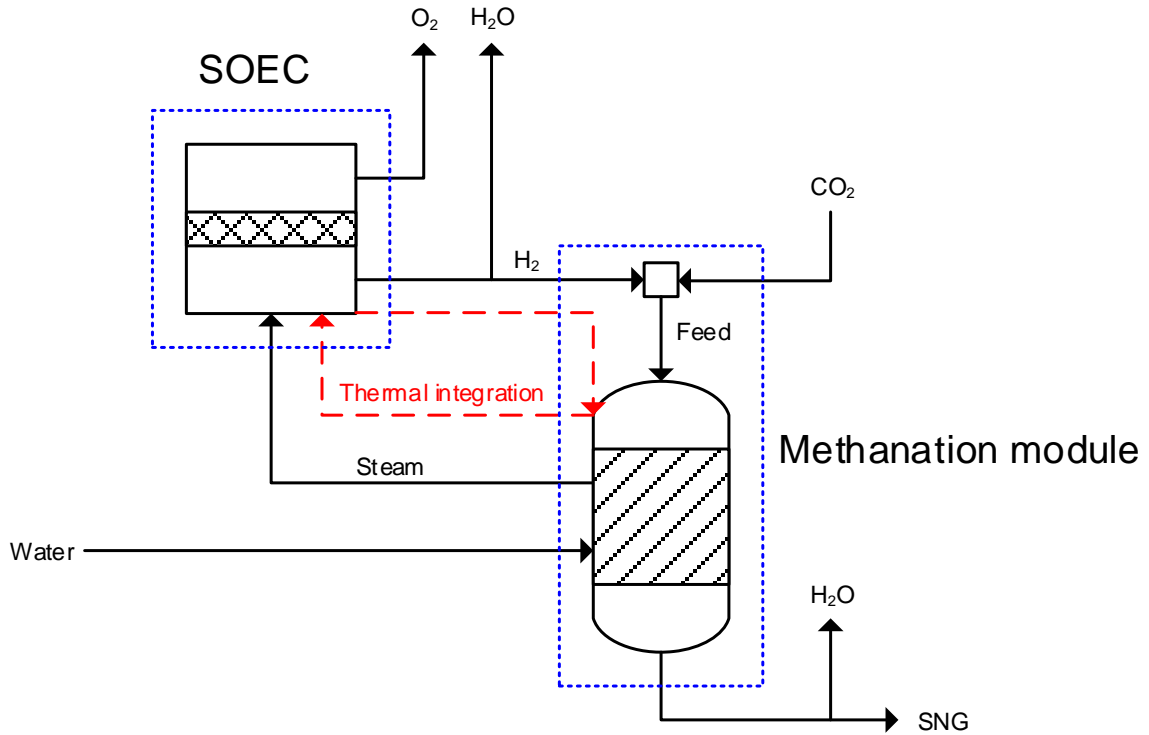 O₂
H₂O
SOEC
CO₂
H₂
Feed
Thermal integration
Methanation module
Steam
Water
H₂O
SNG